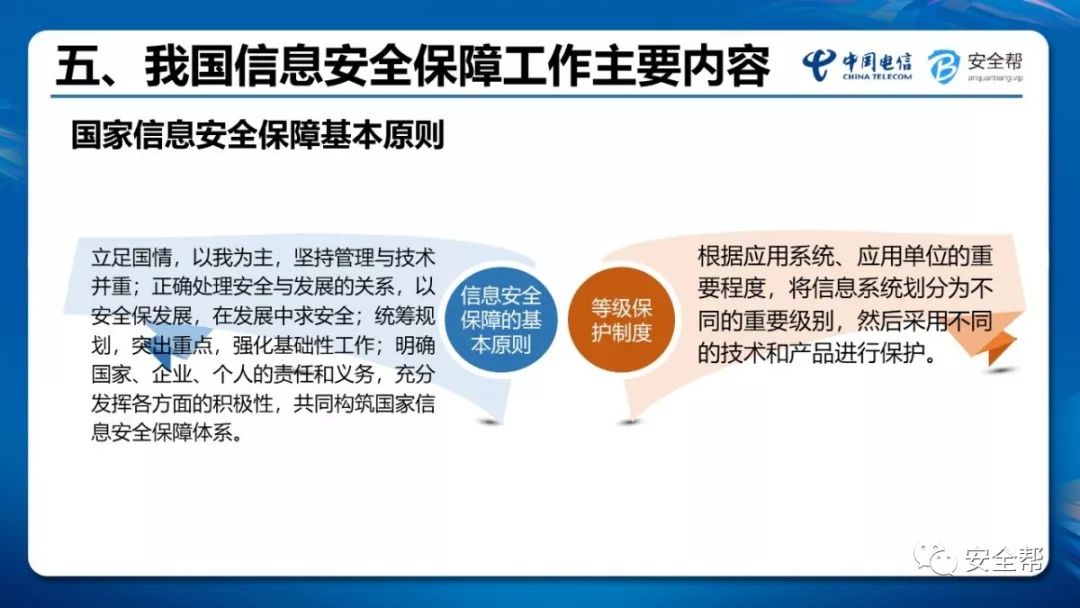 五、我国信息安全保障工作主要内容
中国电信
CHINA TELECOM
安全帮
anquanbang.vip
国家信息安全保障基本原则
立足国情，以我为主，坚持管理与技术
并重；正确处理安全与发展的关系，以
安全保发展，在发展中求安全；统筹规
划，突出重点，强化基础性工作；明确
国家、企业、个人的责任和义务，充分
发挥各方面的积极性，共同构筑国家信
息安全保障体系。
信息安全
保障的基
本原则
等级保
护制度
根据应用系统、应用单位的重
要程度，将信息系统划分为不
同的重要级别，然后采用不同
的技术和产品进行保护。
安全帮